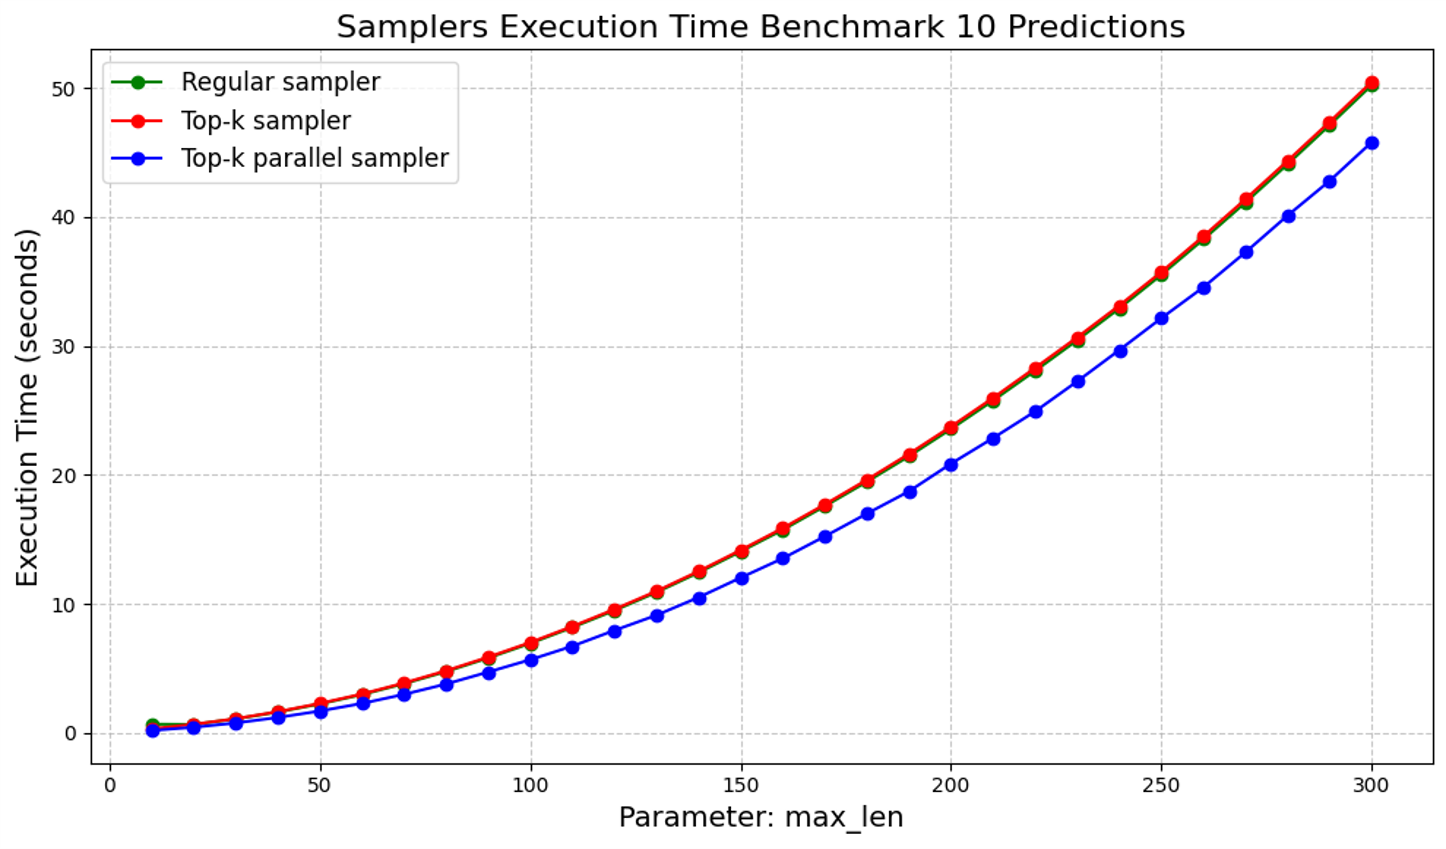 Samplers Execution Time Benchmark 10 Predictions
Regular sampler
Top-k sampler
Top-k parallel sampler
Execution Time (seconds)
50
40
30
20
10
0
0 50 100 150 200 250 300
Parameter: max_len